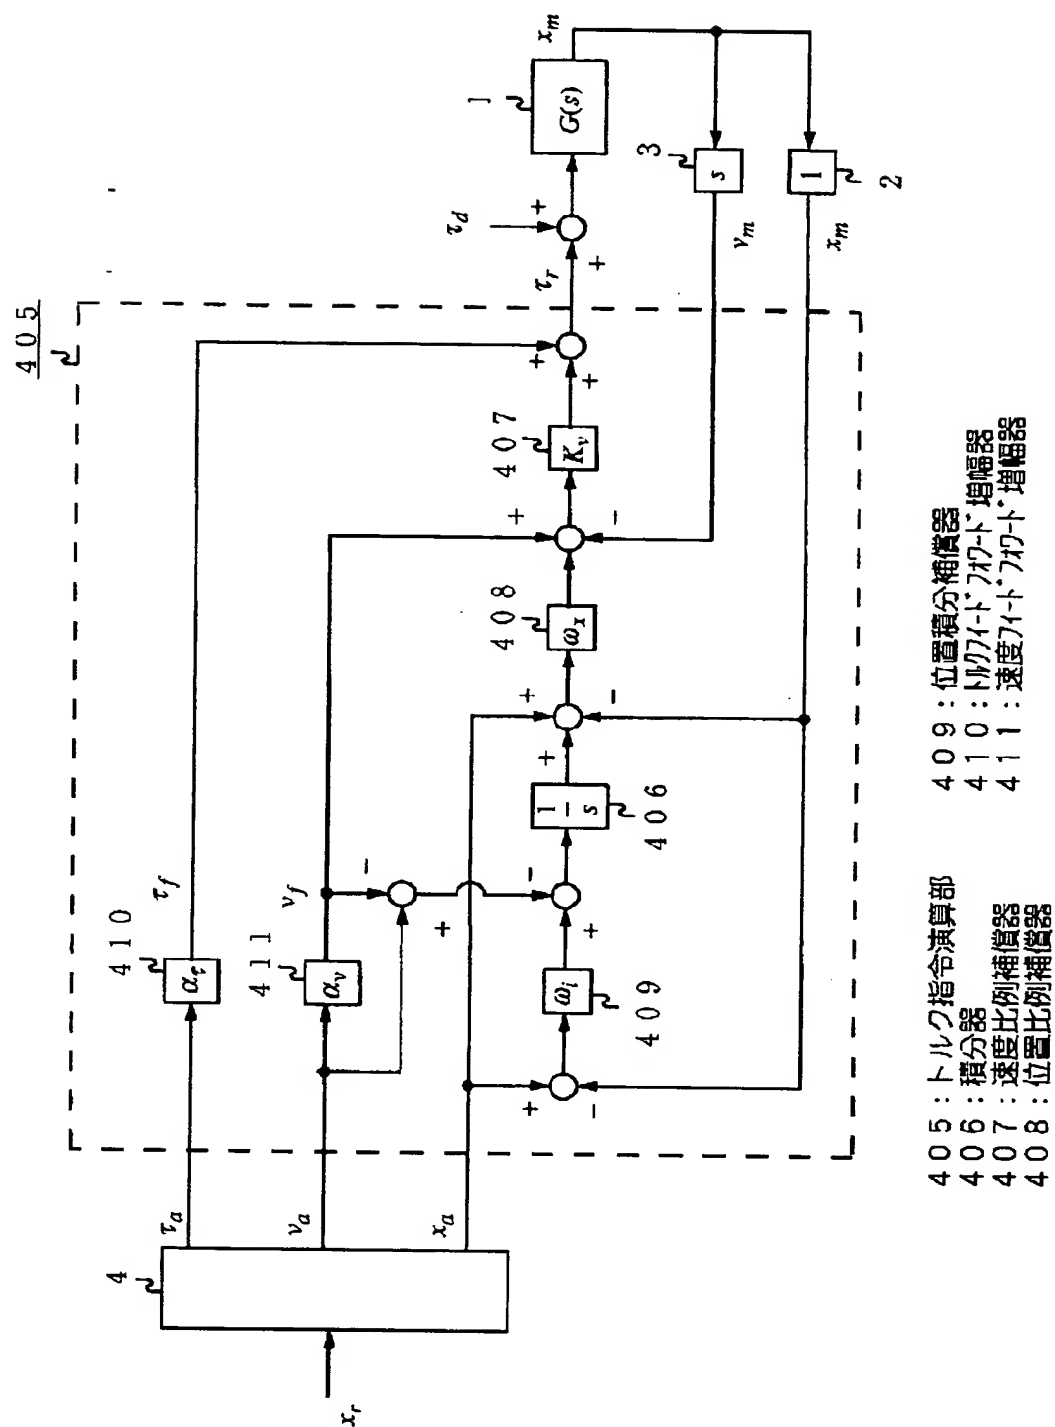 405
x_r
4
τ_a
v_a
x_a
410
α_τ
τ_f
411
α_v
v_f
409
ω_i
406
1
s
408
ω_x
407
K_v
τ_r
τ_d
1
G(s)
x_m
3
s
v_m
1
2
x_m
+
−
+
−
+
−
+
+
−
+
−
+
+
+
+
405：トルク指令演算部
406：積分器
407：速度比例補償器
408：位置比例補償器
409：位置積分補償器
410：トルクフィードフォワード増幅器
411：速度フィードフォワード増幅器